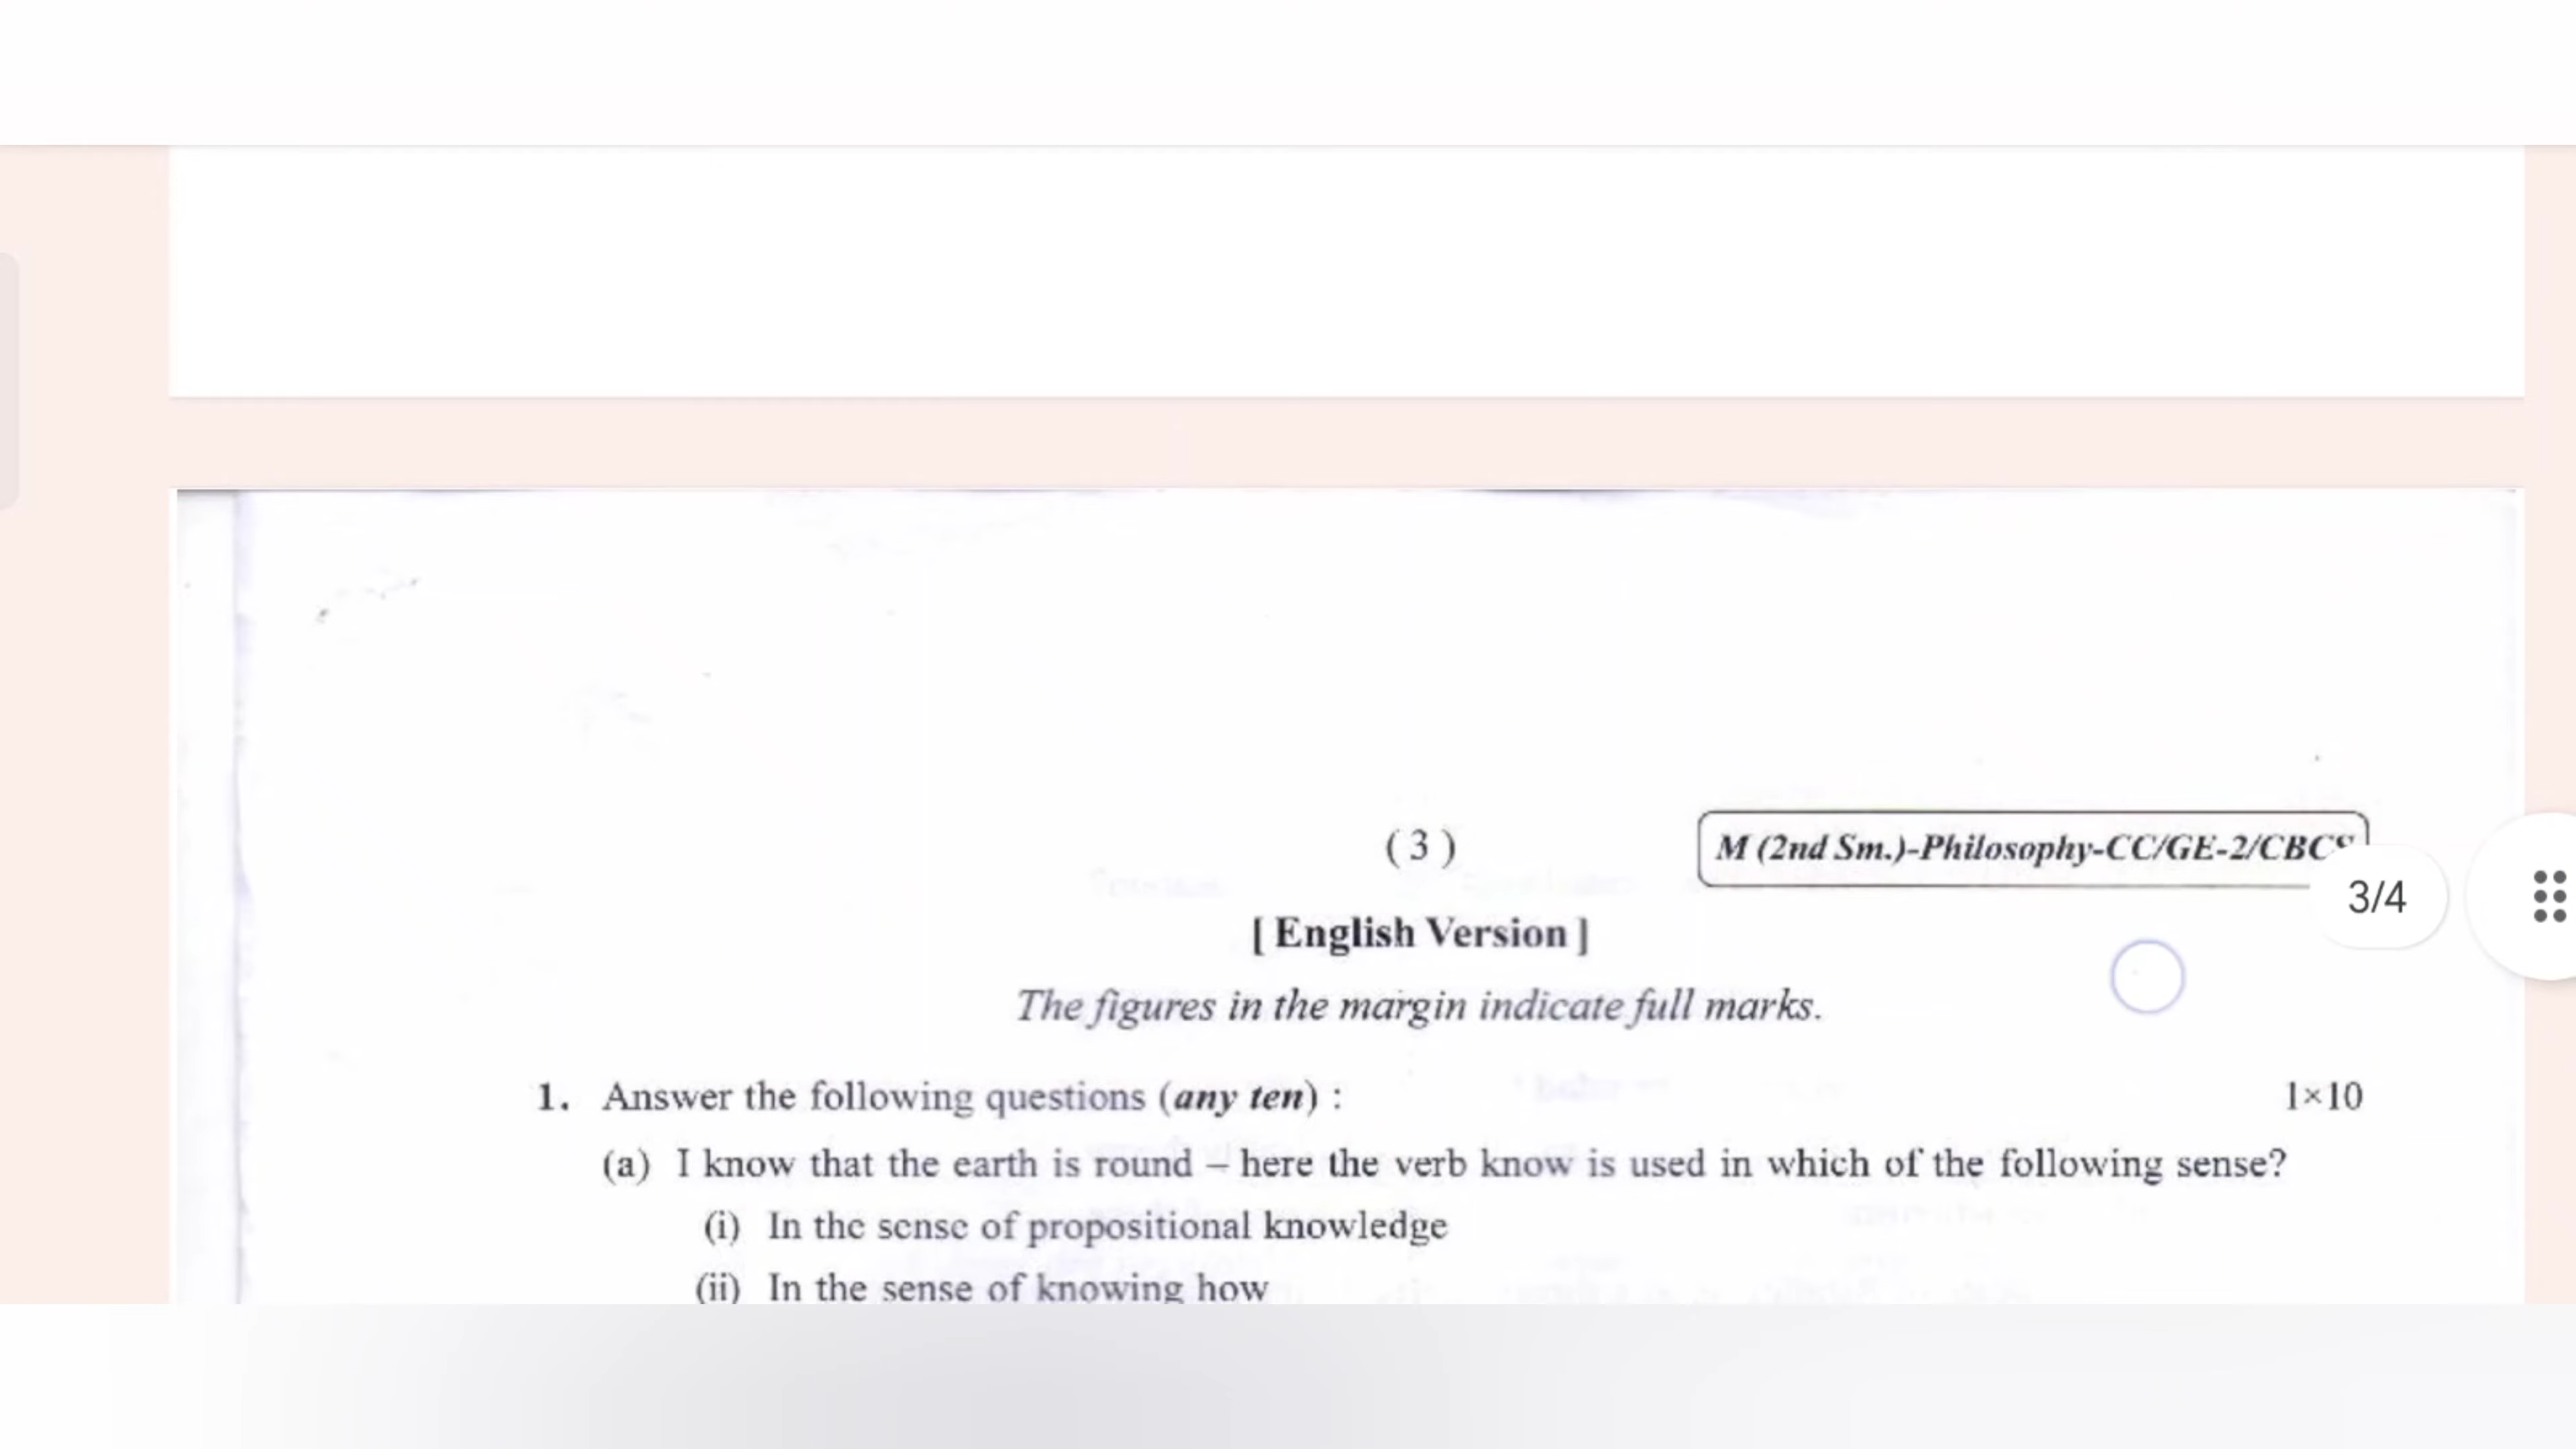 ( 3 )
M (2nd Sm.)-Philosophy-CC/GE-2/CBCS
3/4
[ English Version ]
The figures in the margin indicate full marks.
1. Answer the following questions (any ten) : 1×10
(a) I know that the earth is round – here the verb know is used in which of the following sense?
(i) In the sense of propositional knowledge
(ii) In the sense of knowing how